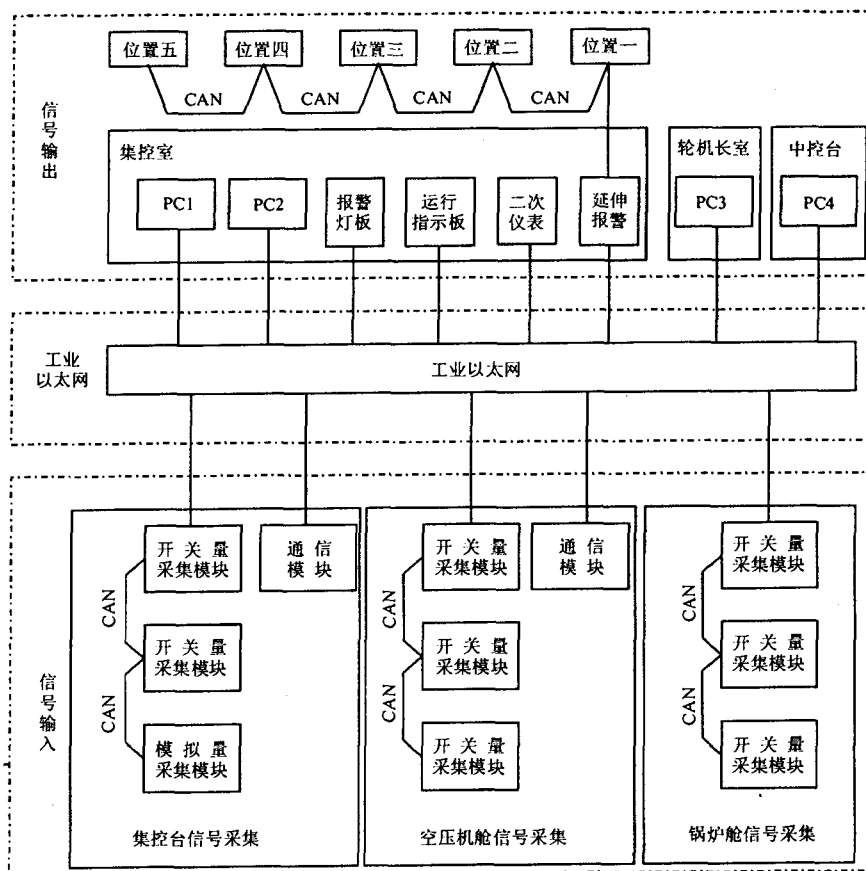 位置五
位置四
位置三
位置二
位置一
CAN
CAN
CAN
CAN
信号输出
集控室
轮机长室
中控台
PC1
PC2
报警
灯板
运行
指示板
二次
仪表
延伸
报警
PC3
PC4
工业
以太网
工业以太网
信号输入
开关量
采集模块
通信
模块
CAN
开关量
采集模块
CAN
模拟量
采集模块
集控台信号采集
开关量
采集模块
通信
模块
CAN
开关量
采集模块
CAN
开关量
采集模块
空压机舱信号采集
开关量
采集模块
CAN
开关量
采集模块
CAN
开关量
采集模块
锅炉舱信号采集